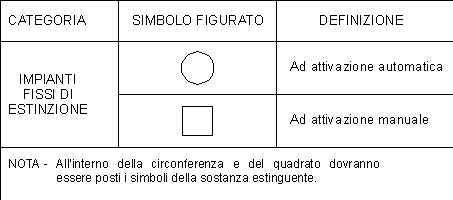 CATEGORIA SIMBOLO FIGURATO DEFINIZIONE
IMPIANTI
FISSI DI
ESTINZIONE
Ad attivazione automatica
Ad attivazione manuale
NOTA - All'interno della circonferenza e del quadrato dovranno
essere posti i simboli della sostanza estinguente.